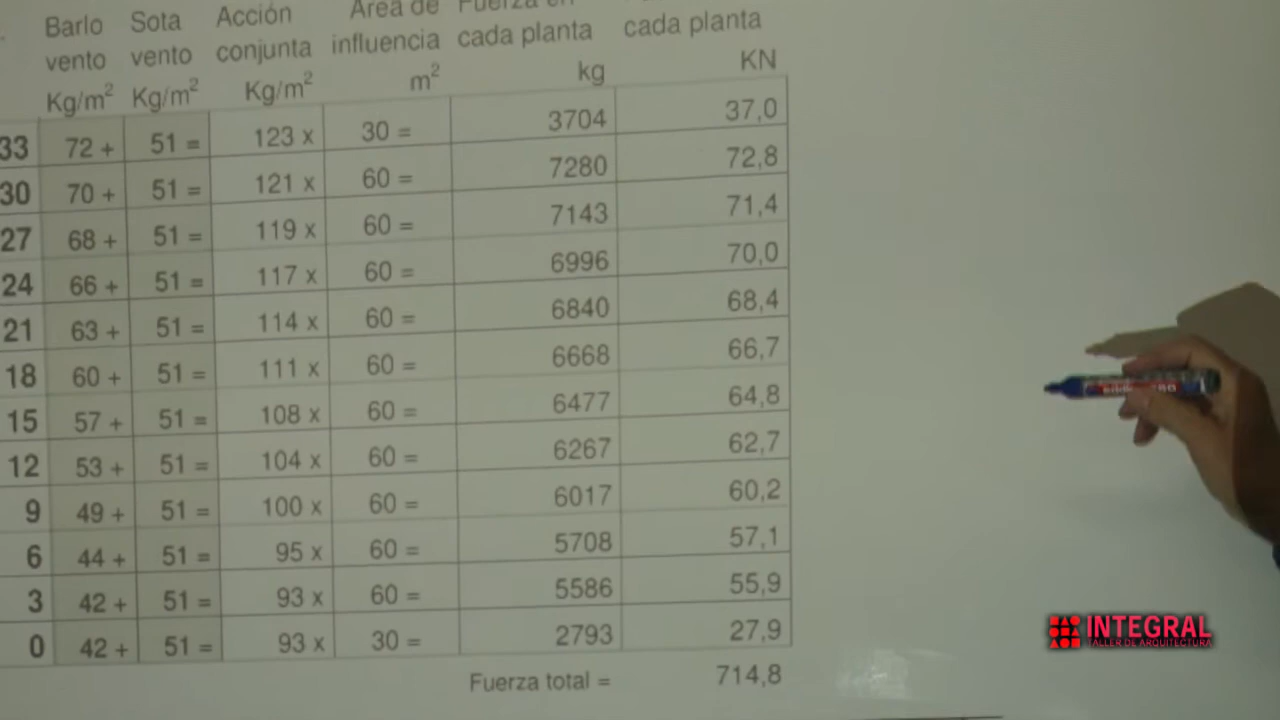 Barlo Sota Acción Área de
vento vento conjunta influencia cada planta cada planta
Kg/m² Kg/m² Kg/m² m² kg KN
33 72 + 51 = 123 x 30 = 3704 37,0
30 70 + 51 = 121 x 60 = 7280 72,8
27 68 + 51 = 119 x 60 = 7143 71,4
24 66 + 51 = 117 x 60 = 6996 70,0
21 63 + 51 = 114 x 60 = 6840 68,4
18 60 + 51 = 111 x 60 = 6668 66,7
15 57 + 51 = 108 x 60 = 6477 64,8
12 53 + 51 = 104 x 60 = 6267 62,7
9 49 + 51 = 100 x 60 = 6017 60,2
6 44 + 51 = 95 x 60 = 5708 57,1
3 42 + 51 = 93 x 60 = 5586 55,9
0 42 + 51 = 93 x 30 = 2793 27,9
Fuerza total = 714,8
INTEGRAL
TALLER DE ARQUITECTURA